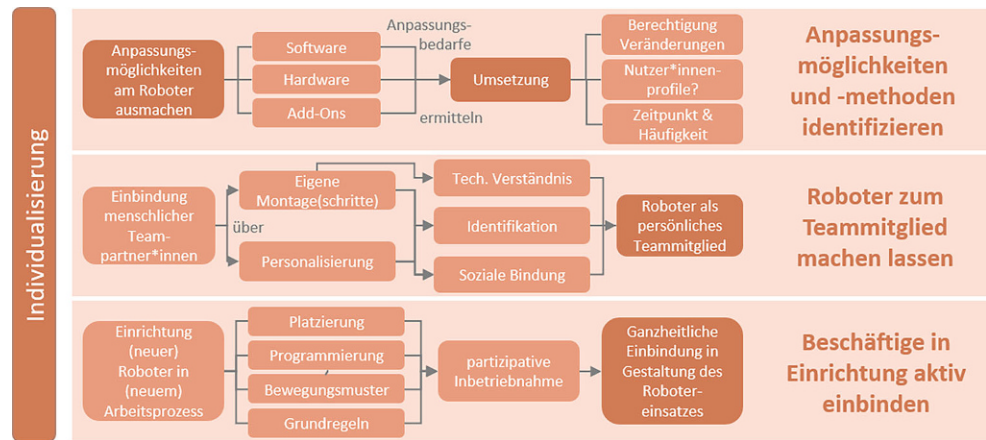 Individualisierung
Anpassungs-
möglichkeiten
am Roboter
ausmachen
Software
Hardware
Add-Ons
Anpassungs-
bedarfe
ermitteln
Umsetzung
Berechtigung
Veränderungen
Nutzer*innen-
profile?
Zeitpunkt &
Häufigkeit
Anpassungs-
möglichkeiten
und -methoden
identifizieren
Einbindung
menschlicher
Team-
partner*innen
über
Eigene
Montage(schritte)
Personalisierung
Tech. Verständnis
Identifikation
Soziale Bindung
Roboter als
persönliches
Teammitglied
Roboter zum
Teammitglied
machen lassen
Einrichtung
(neuer)
Roboter in
(neuem)
Arbeitsprozess
Platzierung
Programmierung
Bewegungsmuster
Grundregeln
partizipative
Inbetriebnahme
Ganzheitliche
Einbindung in
Gestaltung des
Roboter-
einsatzes
Beschäftige in
Einrichtung aktiv
einbinden